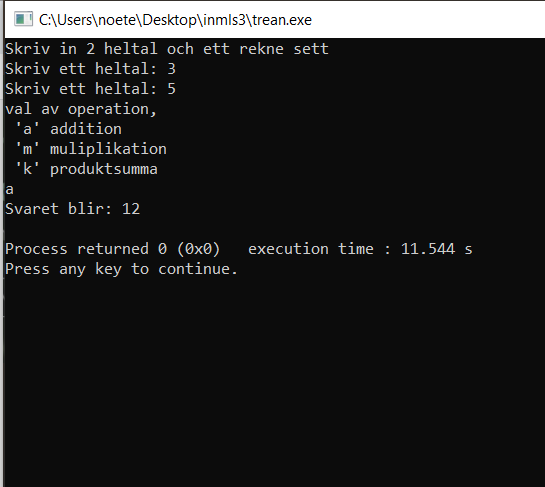 C:\Users\noete\Desktop\inmls3\trean.exe
Skriv in 2 heltal och ett rekne sett
Skriv ett heltal: 3
Skriv ett heltal: 5
val av operation,
'a' addition
'm' muliplikation
'k' produktsumma
a
Svaret blir: 12
Process returned 0 (0x0)   execution time : 11.544 s
Press any key to continue.